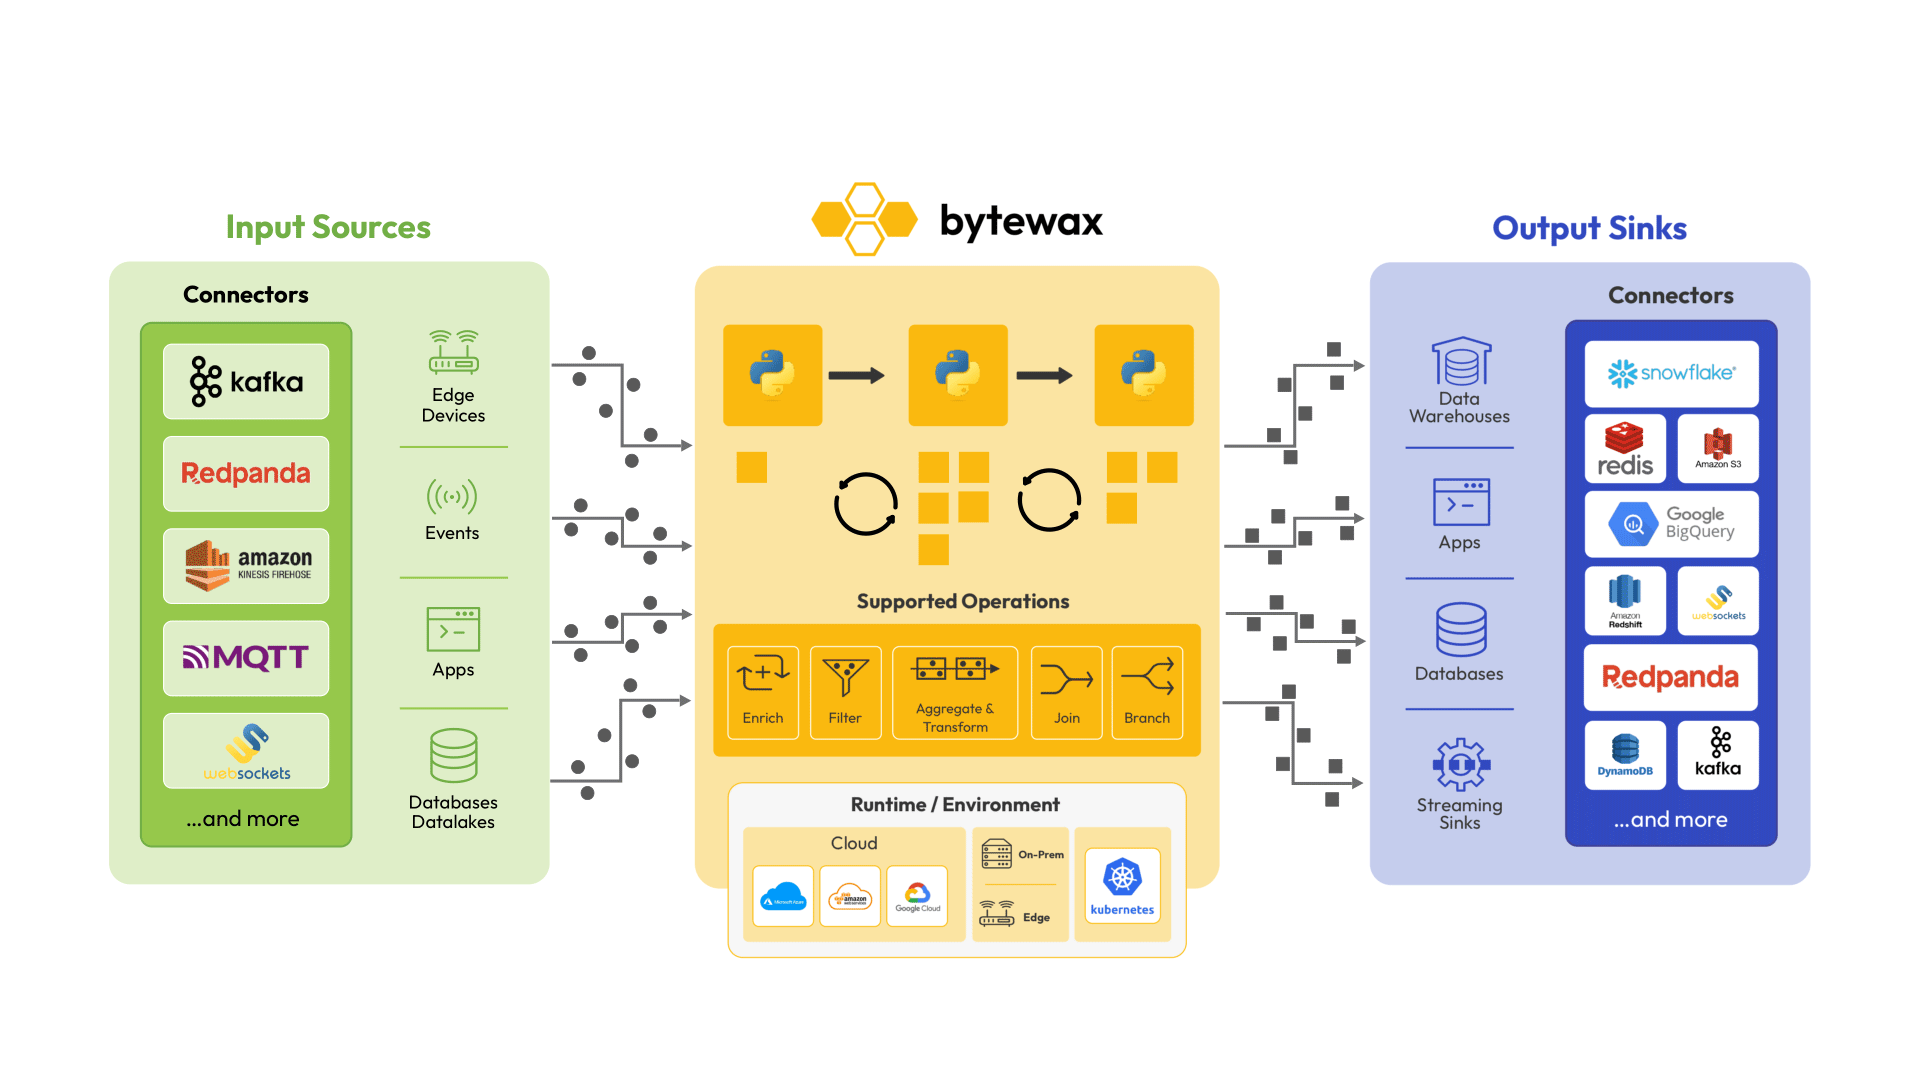 Input Sources
Connectors
kafka
Redpanda
amazon
KINESIS FIREHOSE
MQTT
websockets
...and more
Edge
Devices
Events
Apps
Databases
Datalakes
bytewax
Supported Operations
Enrich
Filter
Aggregate &
Transform
Join
Branch
Runtime / Environment
Cloud
Microsoft Azure
amazon
webservices
Google Cloud
On-Prem
Edge
kubernetes
Output Sinks
Data
Warehouses
Apps
Databases
Streaming
Sinks
Connectors
snowflake®
redis
Amazon S3
Google
BigQuery
Amazon
Redshift
websockets
Redpanda
DynamoDB
kafka
...and more